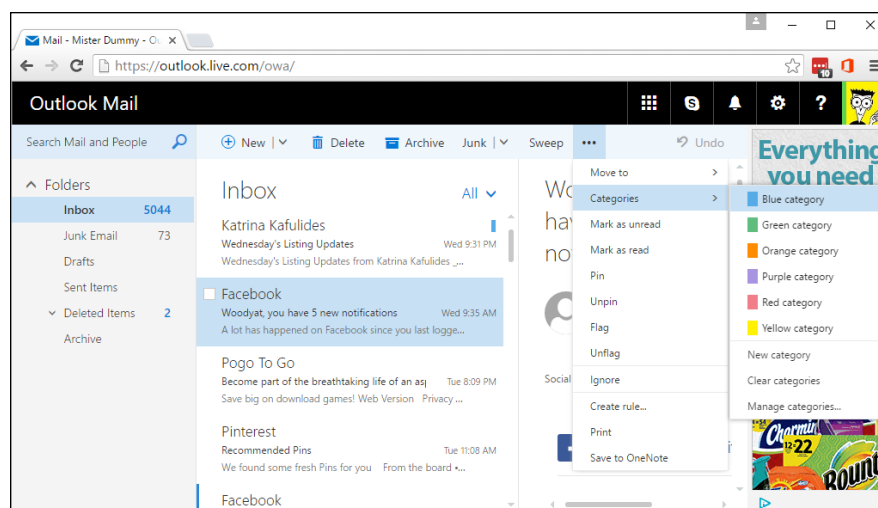 Mail - Mister Dummy - O
https://outlook.live.com/owa/
10
Outlook Mail
?
Search Mail and People
New
Delete
Archive
Junk
Sweep
Undo
Folders
Inbox 5044
Junk Email 73
Drafts
Sent Items
Deleted Items 2
Archive
Inbox
All
Katrina Kafulides
Wednesday's Listing Updates Wed 9:31 PM
Wednesday's Listing Updates from Katrina Kafulides _...
Facebook
Woodyat, you have 5 new notifications Wed 9:35 AM
A lot has happened on Facebook since you last logge...
Pogo To Go
Become part of the breathtaking life of an as Tue 8:09 PM
Save big on download games! Web Version Privacy ...
Pinterest
Recommended Pins Tue 11:08 AM
We found some fresh Pins for you From the board •...
Facebook
Wo
hav
no
Social
Move to
Categories
Mark as unread
Mark as read
Pin
Unpin
Flag
Unflag
Ignore
Create rule...
Print
Save to OneNote
Blue category
Green category
Orange category
Purple category
Red category
Yellow category
New category
Clear categories
Manage categories...
Everything
you need
Charmin
12=22
Bount